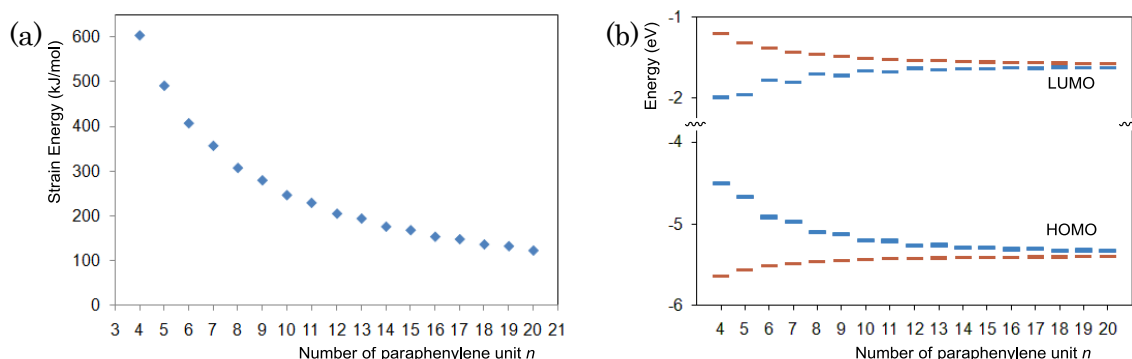 (a)
Strain Energy (kJ/mol)
600
500
400
300
200
100
0
3 4 5 6 7 8 9 10 11 12 13 14 15 16 17 18 19 20 21
Number of paraphenylene unit n
(b)
Energy (eV)
-1
-2
-4
-5
-6
LUMO
HOMO
4 5 6 7 8 9 10 11 12 13 14 15 16 17 18 19 20
Number of paraphenylene unit n